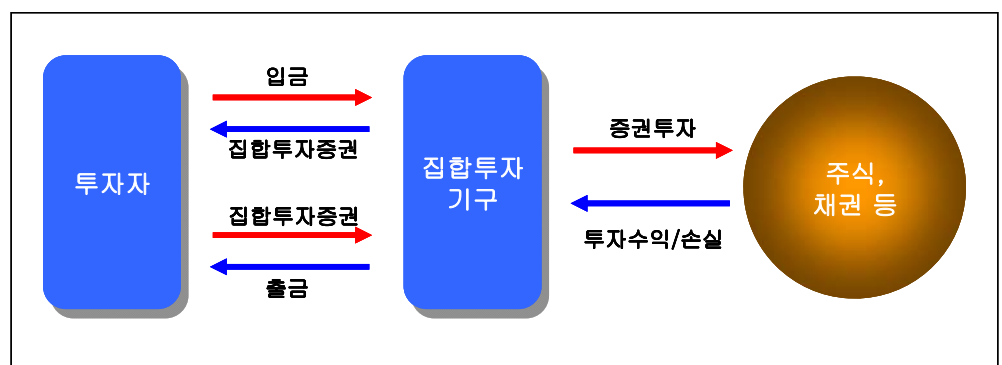 투자자
입금
집합투자증권
집합투자증권
출금
집합투자
기구
증권투자
투자수익/손실
주식,
채권 등